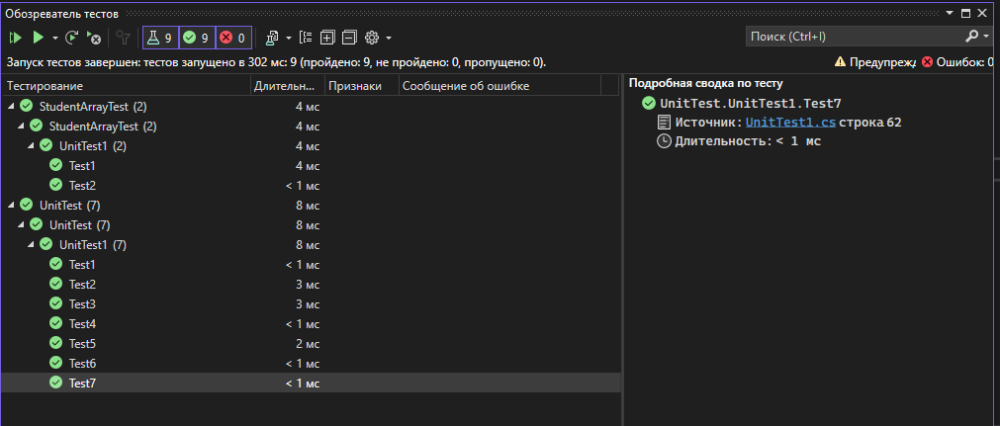 Обозреватель тестов
9 9 0
Поиск (Ctrl+I)
Запуск тестов завершен: тестов запущено в 302 мс: 9 (пройдено: 9, не пройдено: 0, пропущено: 0).
Предупрежд Ошибок: 0
Тестирование Длительн... Признаки Сообщение об ошибке
StudentArrayTest (2) 4 мс
StudentArrayTest (2) 4 мс
UnitTest1 (2) 4 мс
Test1 4 мс
Test2 < 1 мс
UnitTest (7) 8 мс
UnitTest (7) 8 мс
UnitTest1 (7) 8 мс
Test1 < 1 мс
Test2 3 мс
Test3 3 мс
Test4 < 1 мс
Test5 2 мс
Test6 < 1 мс
Test7 < 1 мс
Подробная сводка по тесту
UnitTest.UnitTest1.Test7
Источник: UnitTest1.cs строка 62
Длительность: < 1 мс